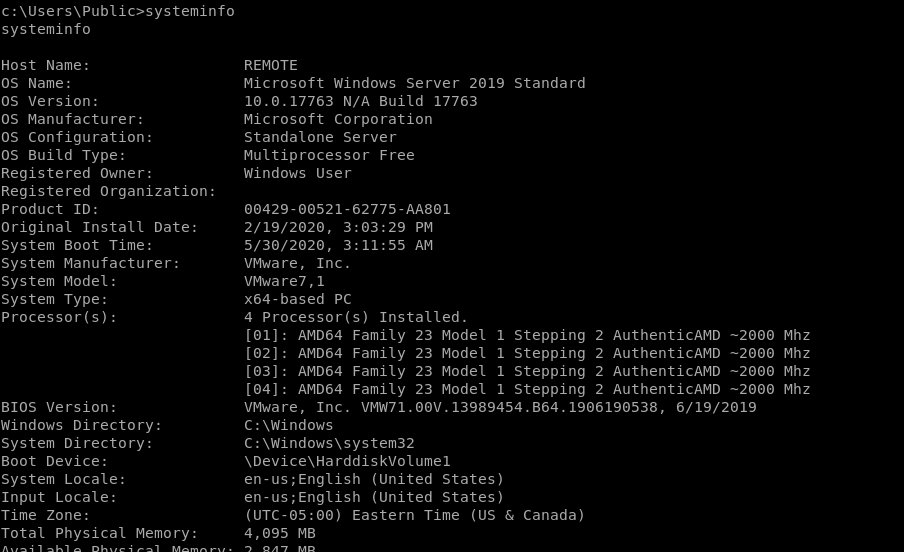 c:\Users\Public>systeminfo
systeminfo
Host Name: REMOTE
OS Name: Microsoft Windows Server 2019 Standard
OS Version: 10.0.17763 N/A Build 17763
OS Manufacturer: Microsoft Corporation
OS Configuration: Standalone Server
OS Build Type: Multiprocessor Free
Registered Owner: Windows User
Registered Organization:
Product ID: 00429-00521-62775-AA801
Original Install Date: 2/19/2020, 3:03:29 PM
System Boot Time: 5/30/2020, 3:11:55 AM
System Manufacturer: VMware, Inc.
System Model: VMware7,1
System Type: x64-based PC
Processor(s): 4 Processor(s) Installed.
[01]: AMD64 Family 23 Model 1 Stepping 2 AuthenticAMD ~2000 Mhz
[02]: AMD64 Family 23 Model 1 Stepping 2 AuthenticAMD ~2000 Mhz
[03]: AMD64 Family 23 Model 1 Stepping 2 AuthenticAMD ~2000 Mhz
[04]: AMD64 Family 23 Model 1 Stepping 2 AuthenticAMD ~2000 Mhz
BIOS Version: VMware, Inc. VMW71.00V.13989454.B64.1906190538, 6/19/2019
Windows Directory: C:\Windows
System Directory: C:\Windows\system32
Boot Device: \Device\HarddiskVolume1
System Locale: en-us;English (United States)
Input Locale: en-us;English (United States)
Time Zone: (UTC-05:00) Eastern Time (US & Canada)
Total Physical Memory: 4,095 MB
Available Physical Memory: 2,847 MB